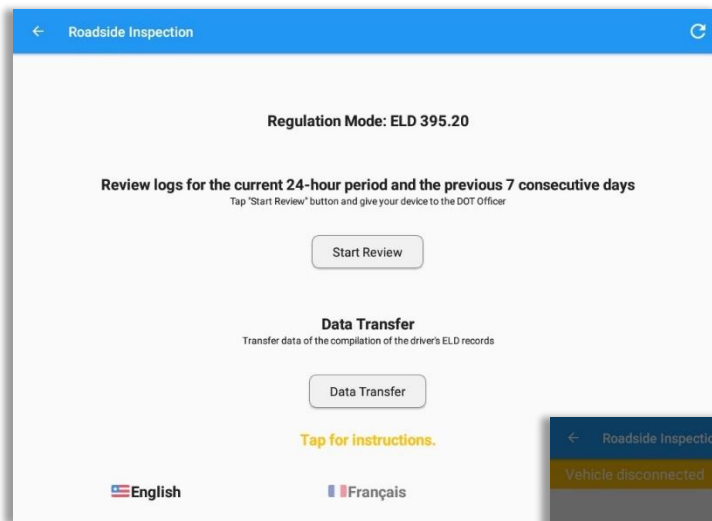 Roadside Inspection
Regulation Mode: ELD 395.20
Review logs for the current 24-hour period and the previous 7 consecutive days
Tap "Start Review" button and give your device to the DOT Officer
Start Review
Data Transfer
Transfer data of the compilation of the driver's ELD records
Data Transfer
Tap for instructions.
English
Français
Roadside Inspectio
Vehicle disconnected